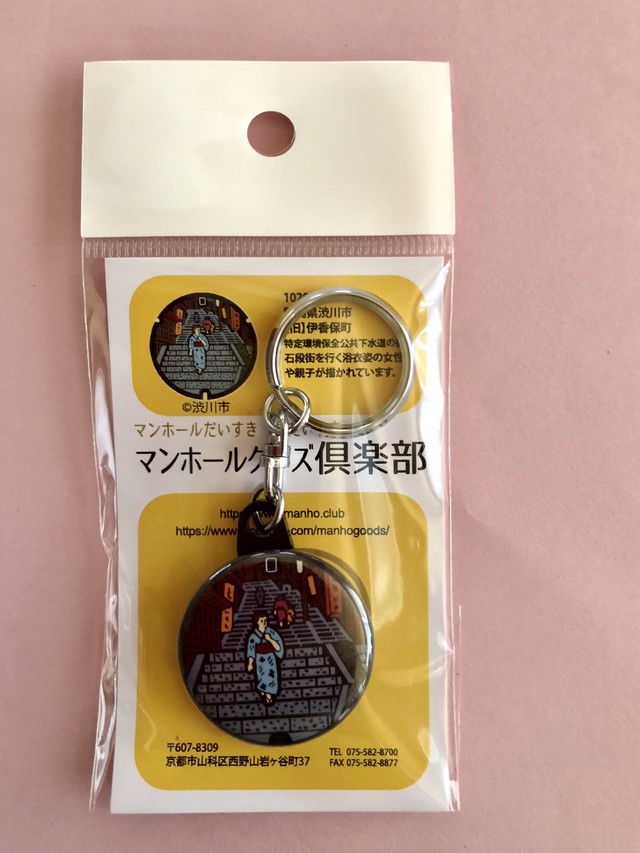 107
県渋川市
旧】伊香保町
特定環境保全公共下水道の
石段街を行く浴衣姿の女性
や親子が描かれています。
©渋川市
マンホールだいすき
マンホールグッズ倶楽部
https manho.club
https://www. .com/manhogoods/
〒607-8309
京都市山科区西野山岩ヶ谷町37
TEL 075-582-8700
FAX 075-582-8877